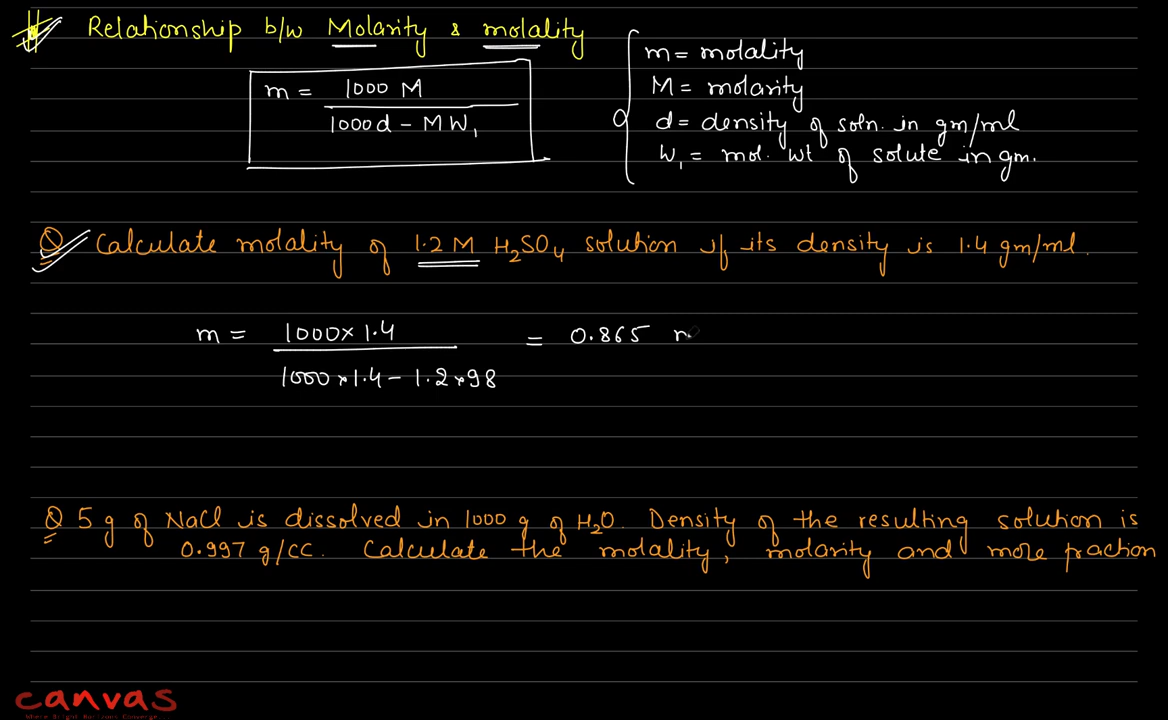 Relationship b/w Molarity & molality
m = 1000 M / 1000 d - M W₁
m = molality
M = molarity
d = density of soln. in gm/ml
W₁ = mol. wt of solute in gm.
Q Calculate molality of 1.2 M H₂SO₄ solution if its density is 1.4 gm/ml.
m = 1000 × 1.4 / 1000 × 1.4 - 1.2 × 98 = 0.865 m
Q 5 g of NaCl is dissolved in 1000 g of H₂O. Density of the resulting solution is
0.997 g/CC. Calculate the molality, molarity and more fraction
canvas